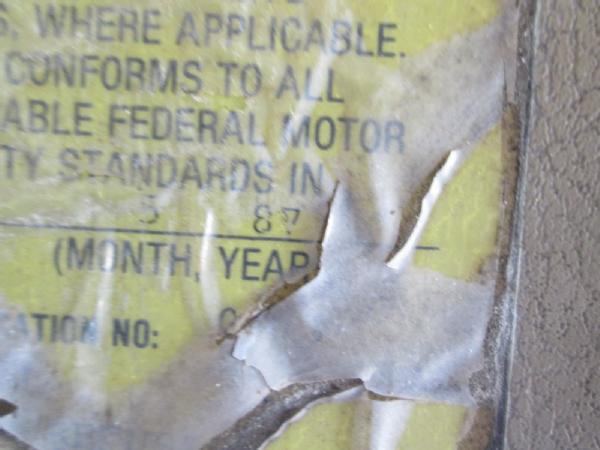 S, WHERE APPLICABLE.
CONFORMS TO ALL
ABLE FEDERAL MOTOR
TY STANDARDS IN
5 87
(MONTH, YEAR
ATION NO: